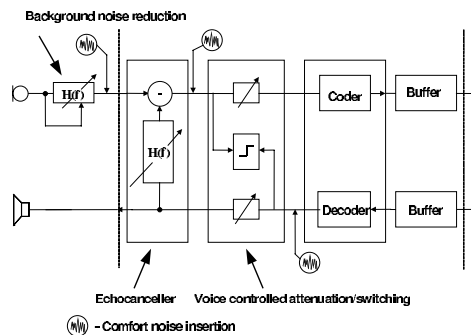 Background noise reduction
H(f)
-
Coder
Buffer
H(f)
Decoder
Buffer
Echocanceller
Voice controlled attenuation/switching
- Comfort noise insertion